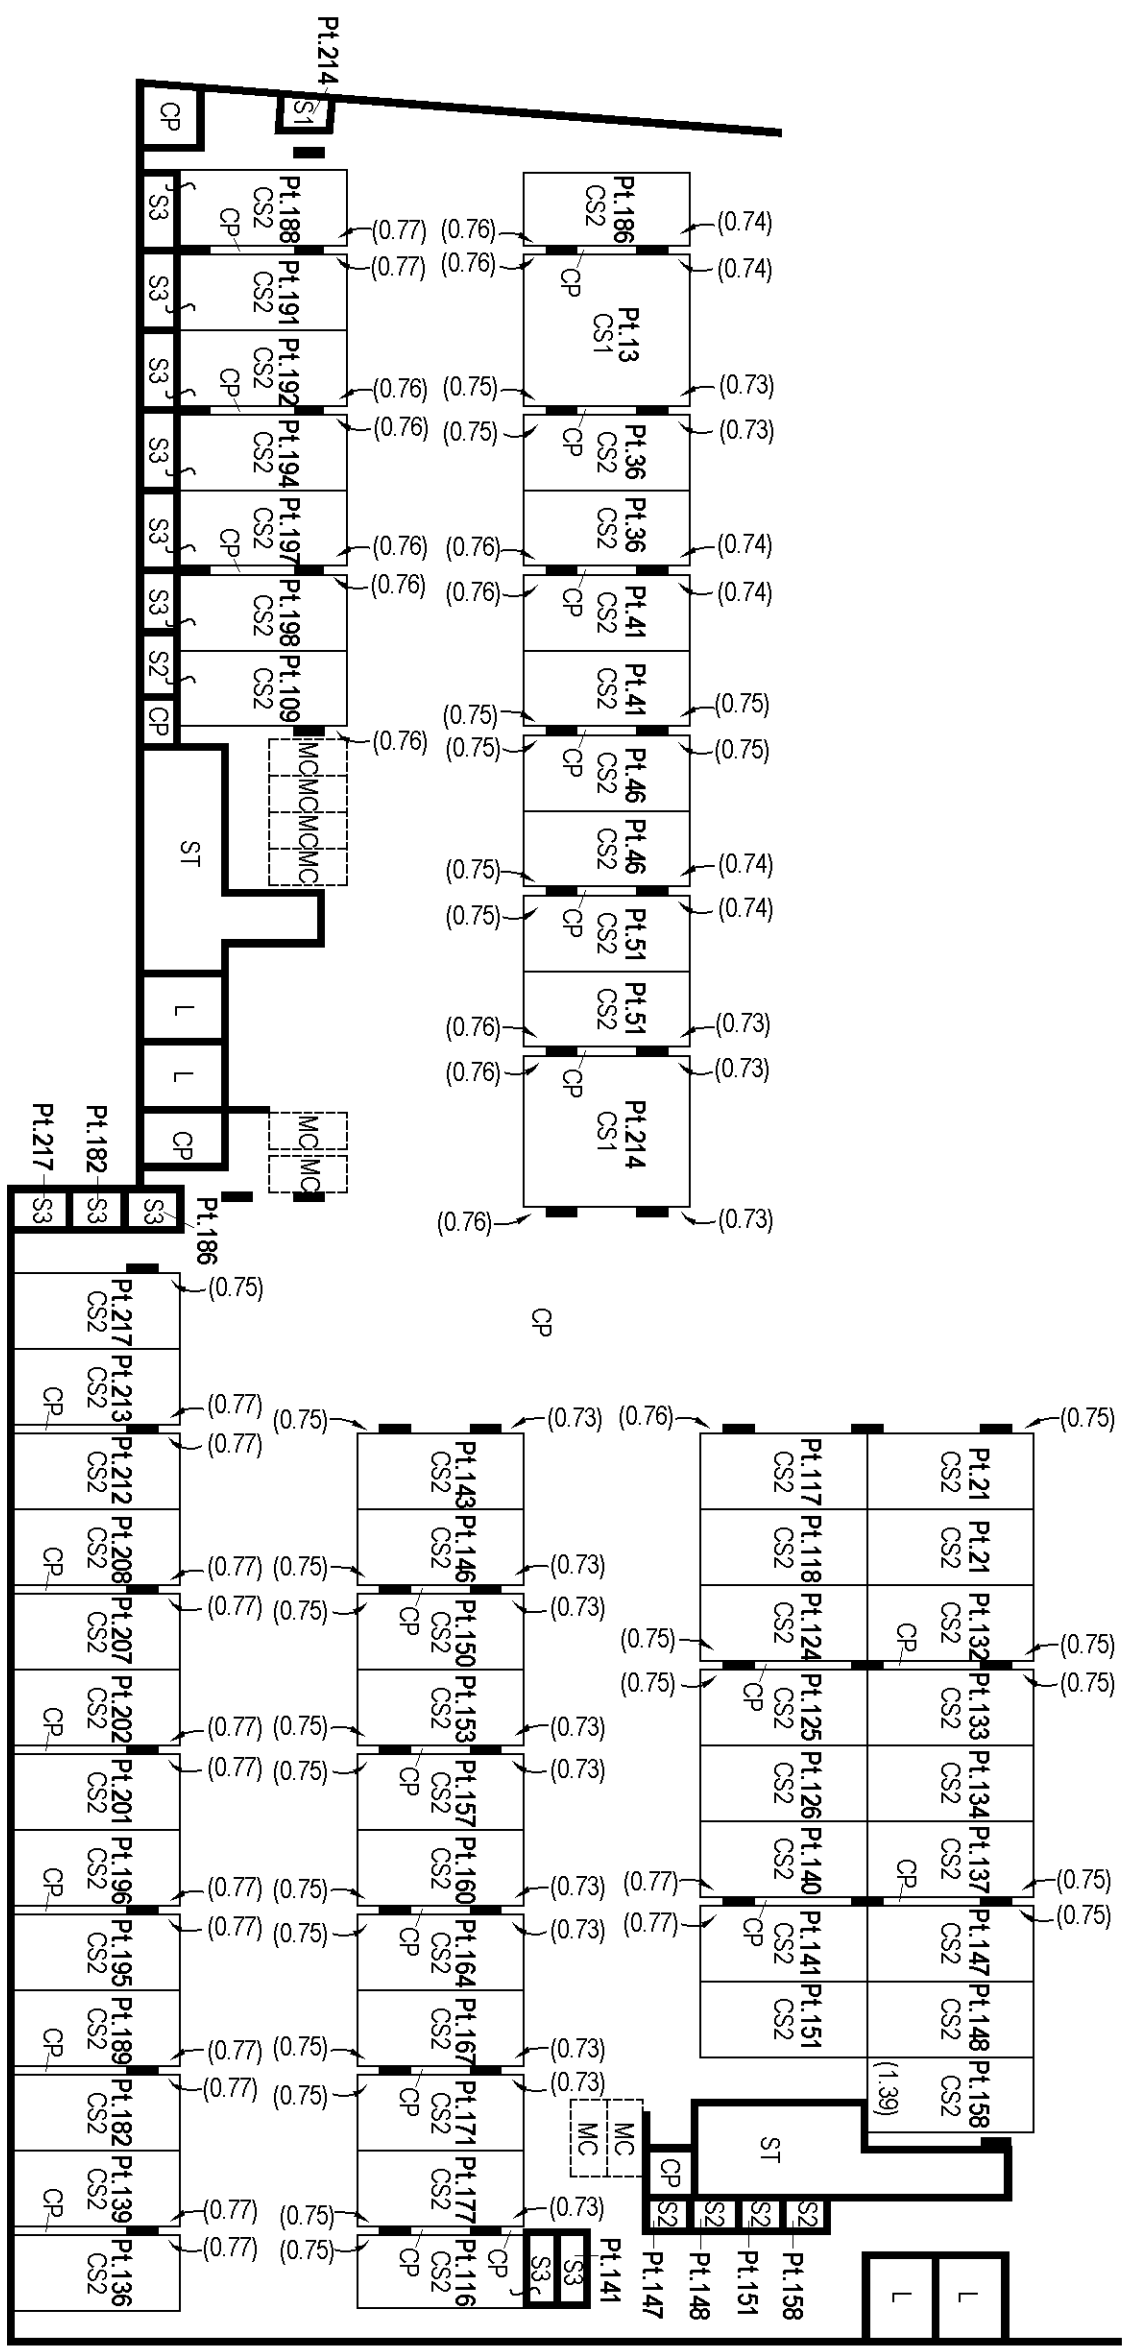 Pt.214
S1
CP
S3
Pt.188
CS2
(0.77)
CP
(0.77)
S3
Pt.191
CS2
S3
Pt.192
CS2
(0.76)
CP
(0.76)
S3
Pt.194
CS2
S3
Pt.197
CS2
(0.76)
CP
(0.76)
S3
Pt.198
CS2
S2
Pt.109
CS2
(0.76)
CP
MC
MC
MC
MC
ST
L
L
CP
MC
MC
(0.76)
Pt.186
CS2
(0.74)
(0.76)
CP
(0.74)
Pt.13
CS1
(0.75)
(0.73)
(0.75)
CP
(0.73)
Pt.36
CS2
Pt.36
CS2
(0.76)
(0.74)
(0.76)
CP
(0.74)
Pt.41
CS2
Pt.41
CS2
(0.75)
(0.75)
(0.75)
CP
(0.75)
Pt.46
CS2
Pt.46
CS2
(0.75)
(0.74)
(0.75)
CP
(0.74)
Pt.51
CS2
Pt.51
CS2
(0.76)
(0.73)
(0.76)
CP
(0.73)
Pt.214
CS1
(0.76)
(0.73)
Pt.217
Pt.182
Pt.186
S3
S3
S3
(0.75)
Pt.217
CS2
Pt.213
CS2
CP
(0.77)
(0.77)
Pt.212
CS2
Pt.208
CS2
CP
(0.77)
(0.77)
Pt.207
CS2
Pt.202
CS2
CP
(0.77)
(0.77)
Pt.201
CS2
Pt.196
CS2
CP
(0.77)
(0.77)
Pt.195
CS2
Pt.189
CS2
CP
(0.77)
(0.77)
Pt.182
CS2
Pt.139
CS2
CP
(0.77)
(0.77)
Pt.136
CS2
CP
(0.75)
(0.73)
Pt.143
CS2
Pt.146
CS2
(0.75)
(0.73)
(0.75)
CP
(0.73)
Pt.150
CS2
Pt.153
CS2
(0.75)
(0.73)
(0.75)
CP
(0.73)
Pt.157
CS2
Pt.160
CS2
(0.75)
(0.73)
(0.75)
CP
(0.73)
Pt.164
CS2
Pt.167
CS2
(0.75)
(0.73)
(0.75)
CP
(0.73)
Pt.171
CS2
Pt.177
CS2
(0.75)
(0.73)
(0.75)
CP
CP
Pt.116
CS2
S3
S3
Pt.141
(0.76)
(0.75)
Pt.117
CS2
Pt.21
CS2
Pt.118
CS2
Pt.21
CS2
Pt.124
CS2
Pt.132
CS2
(0.75)
CP
(0.75)
(0.75)
CP
(0.75)
Pt.125
CS2
Pt.133
CS2
Pt.126
CS2
Pt.134
CS2
Pt.140
CS2
Pt.137
CS2
(0.77)
CP
(0.75)
(0.77)
CP
(0.75)
Pt.141
CS2
Pt.147
CS2
Pt.151
CS2
Pt.148
CS2
(1.39)
Pt.158
CS2
MC
MC
ST
CP
S2
S2
S2
S2
Pt.147
Pt.148
Pt.151
Pt.158
L
L